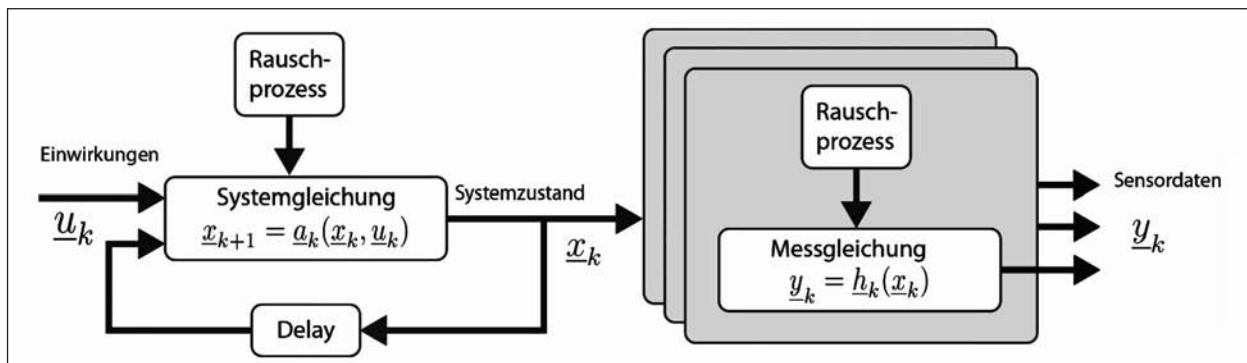 Rausch-
prozess
Einwirkungen
u_k
Systemgleichung
x_{k+1} = a_k(x_k, u_k)
Systemzustand
x_k
Delay
Rausch-
prozess
Messgleichung
y_k = h_k(x_k)
Sensordaten
y_k